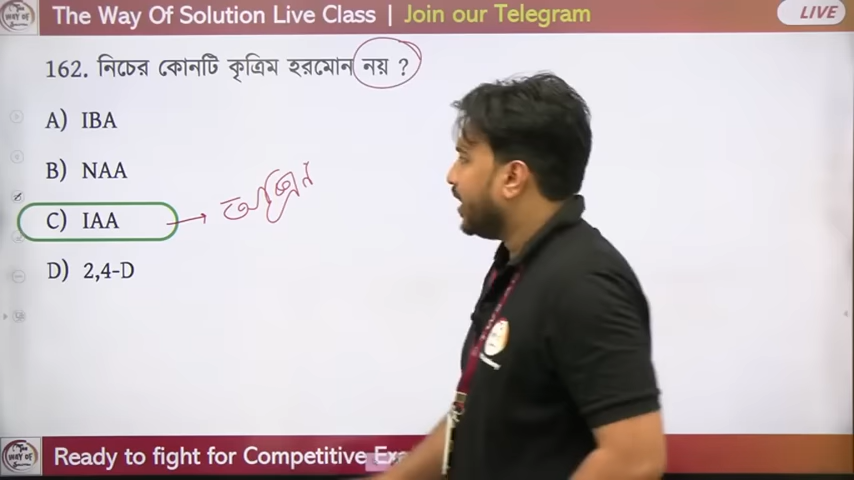 The Way Of Solution Live Class | Join our Telegram
LIVE
162. নিচের কোনটি কৃত্রিম হরমোন নয় ?
A) IBA
B) NAA
C) IAA
অক্সিন
D) 2,4-D
Ready to fight for Competitive